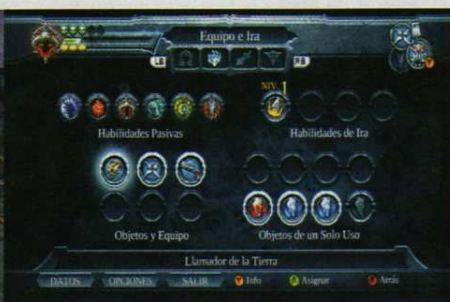 Equipo e Ira
LB
RB
NIV. 1
Habilidades Pasivas
Habilidades de Ira
Objetos y Equipo
Objetos de un Solo Uso
Llamador de la Tierra
DATOS
OPCIONES
SALIR
Y Info
A Asignar
B Atrás